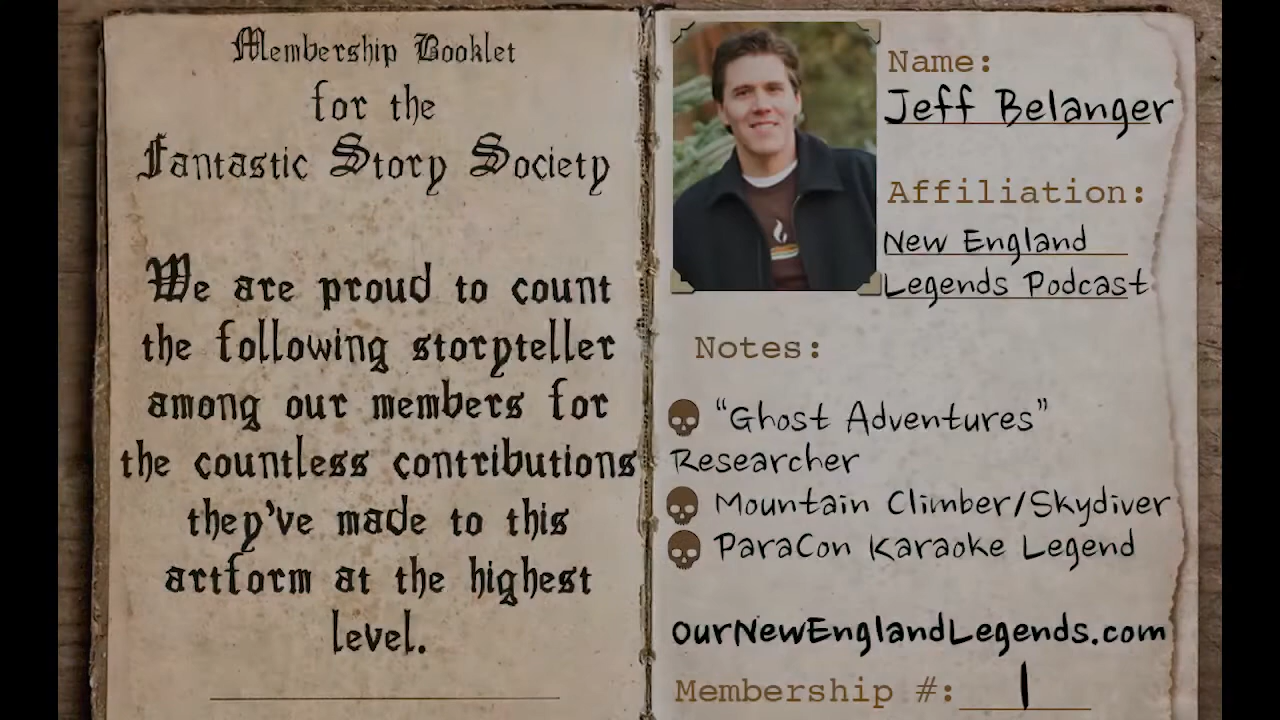 Membership Booklet
for the
Fantastic Story Society
We are proud to count
the following storyteller
among our members for
the countless contributions
they've made to this
artform at the highest
level.
Name:
Jeff Belanger
Affiliation:
New England
Legends Podcast
Notes:
"Ghost Adventures"
Researcher
Mountain Climber/Skydiver
ParaCon Karaoke Legend
ourNewEnglandLegends.com
Membership #: 1